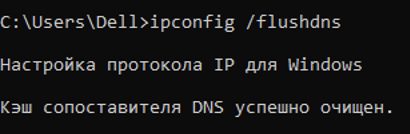 C:\Users\Dell>ipconfig /flushdns
Настройка протокола IP для Windows
Кэш сопоставителя DNS успешно очищен.